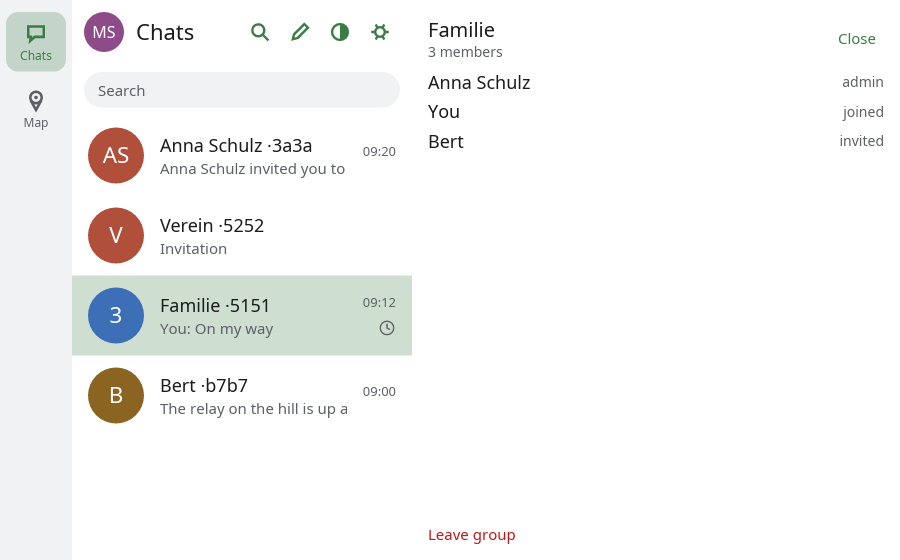 Chats
Map
MS
Chats
Search
AS
Anna Schulz ·3a3a
09:20
Anna Schulz invited you to
V
Verein ·5252
Invitation
3
Familie ·5151
09:12
You: On my way
B
Bert ·b7b7
09:00
The relay on the hill is up a
Familie
3 members
Close
Anna Schulz
admin
You
joined
Bert
invited
Leave group